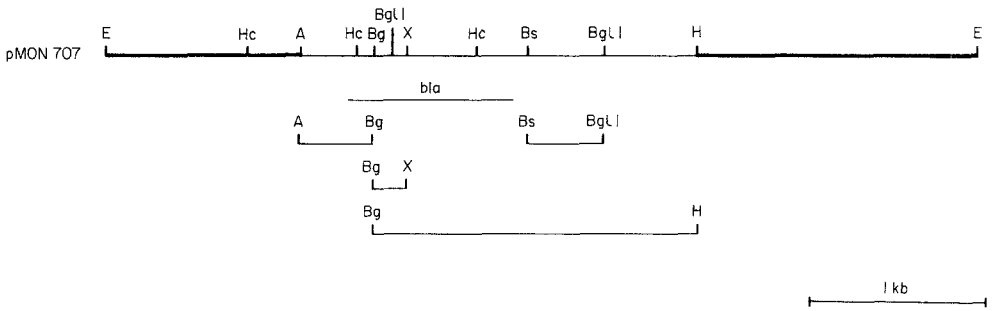 BglI
E Hc A Hc Bg X Hc Bs BglI H E
pMON 707
bla
A Bg Bs BglI
Bg X
Bg H
1 kb